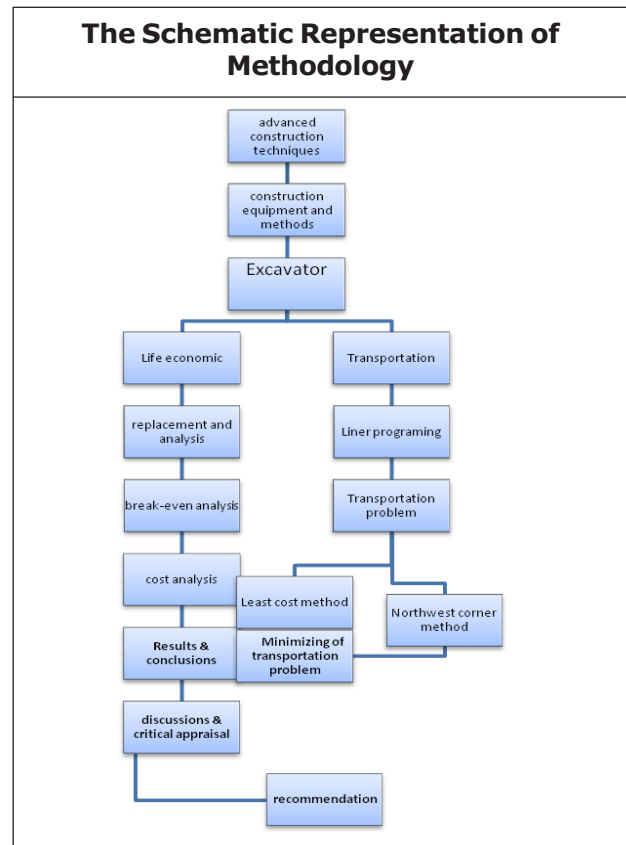 The Schematic Representation of
Methodology
advanced
construction
techniques
construction
equipment and
methods
Excavator
Life economic
Transportation
replacement and
analysis
Liner programing
break-even analysis
Transportation
problem
cost analysis
Least cost method
Northwest corner
method
Results &
conclusions
Minimizing of
transportation
problem
discussions &
critical appraisal
recommendation